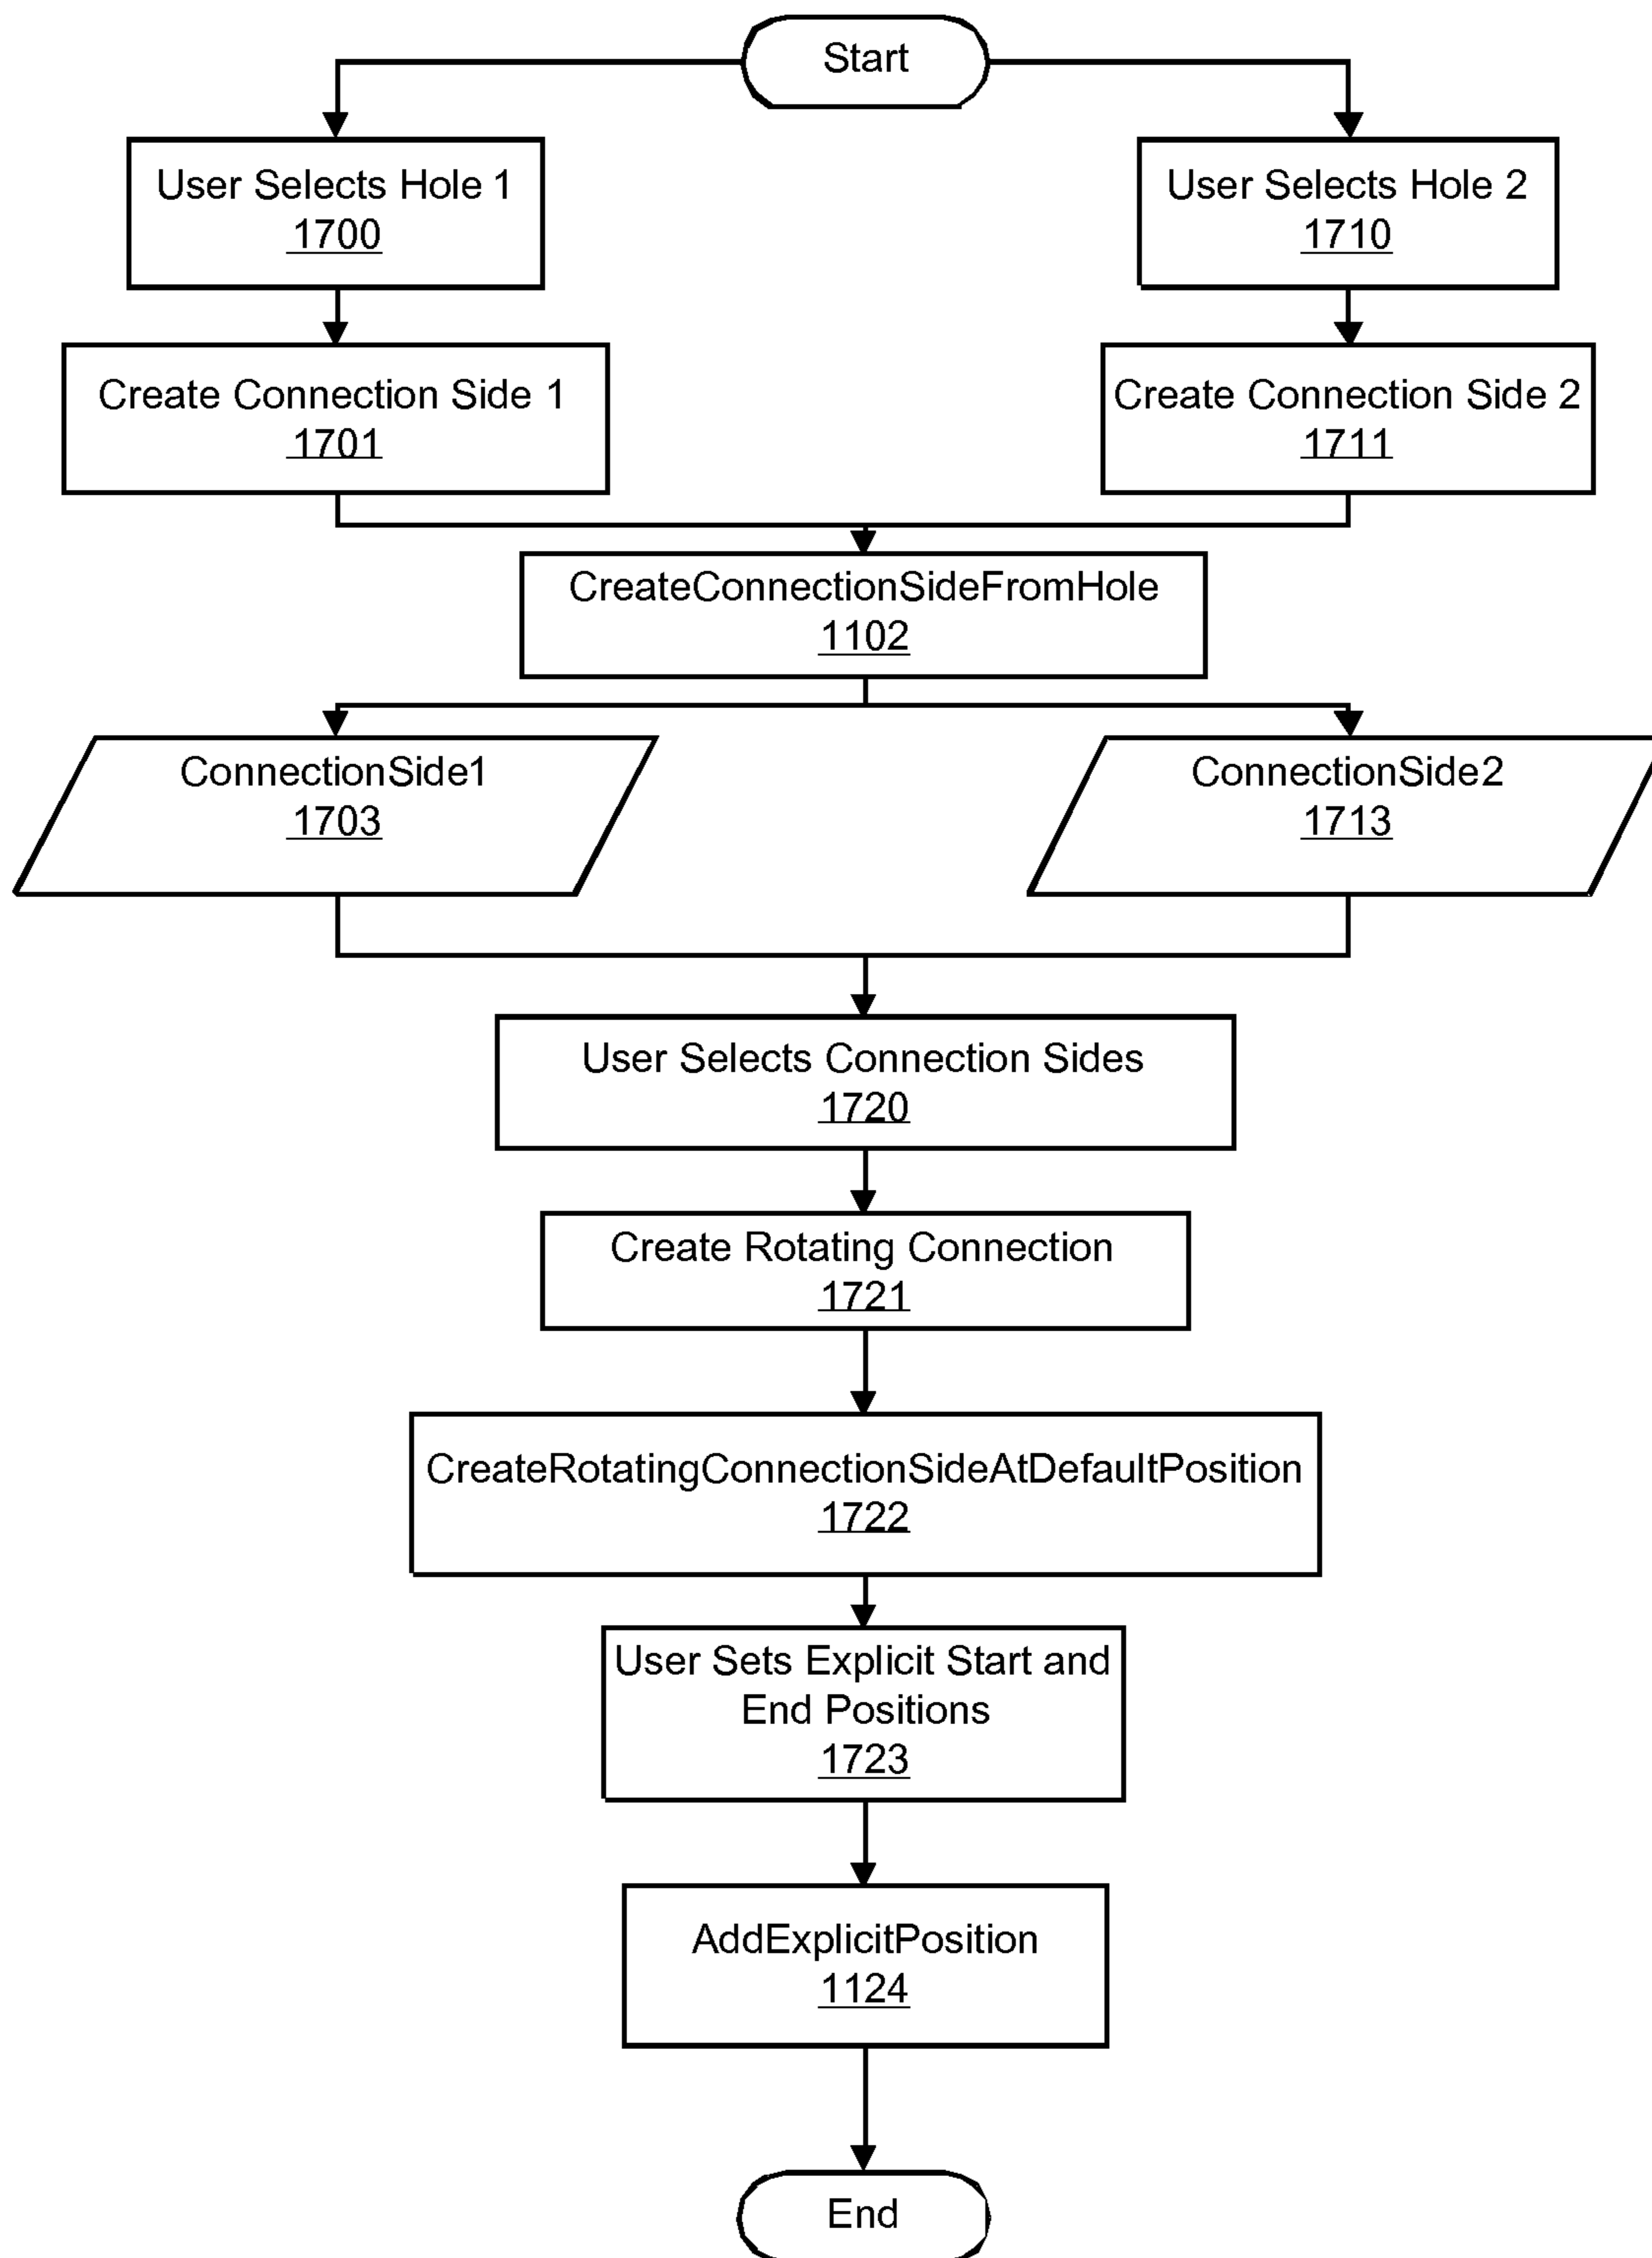 Start
User Selects Hole 1
1700
User Selects Hole 2
1710
Create Connection Side 1
1701
Create Connection Side 2
1711
CreateConnectionSideFromHole
1102
ConnectionSide1
1703
ConnectionSide2
1713
User Selects Connection Sides
1720
Create Rotating Connection
1721
CreateRotatingConnectionSideAtDefaultPosition
1722
User Sets Explicit Start and
End Positions
1723
AddExplicitPosition
1124
End